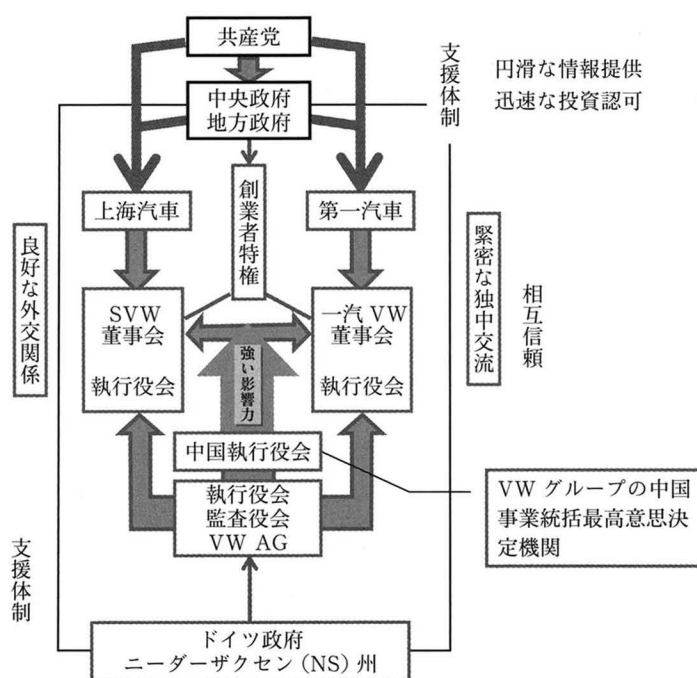 共産党
中央政府
地方政府
支援体制
円滑な情報提供
迅速な投資認可
上海汽車
創業者特権
第一汽車
良好な外交関係
緊密な独中交流
相互信頼
SVW
董事会
執行役会
一汽 VW
董事会
執行役会
強い影響力
中国執行役会
執行役会
監査役会
VW AG
VW グループの中国
事業統括最高意思決
定機関
支援体制
ドイツ政府
ニーダーザクセン(NS)州